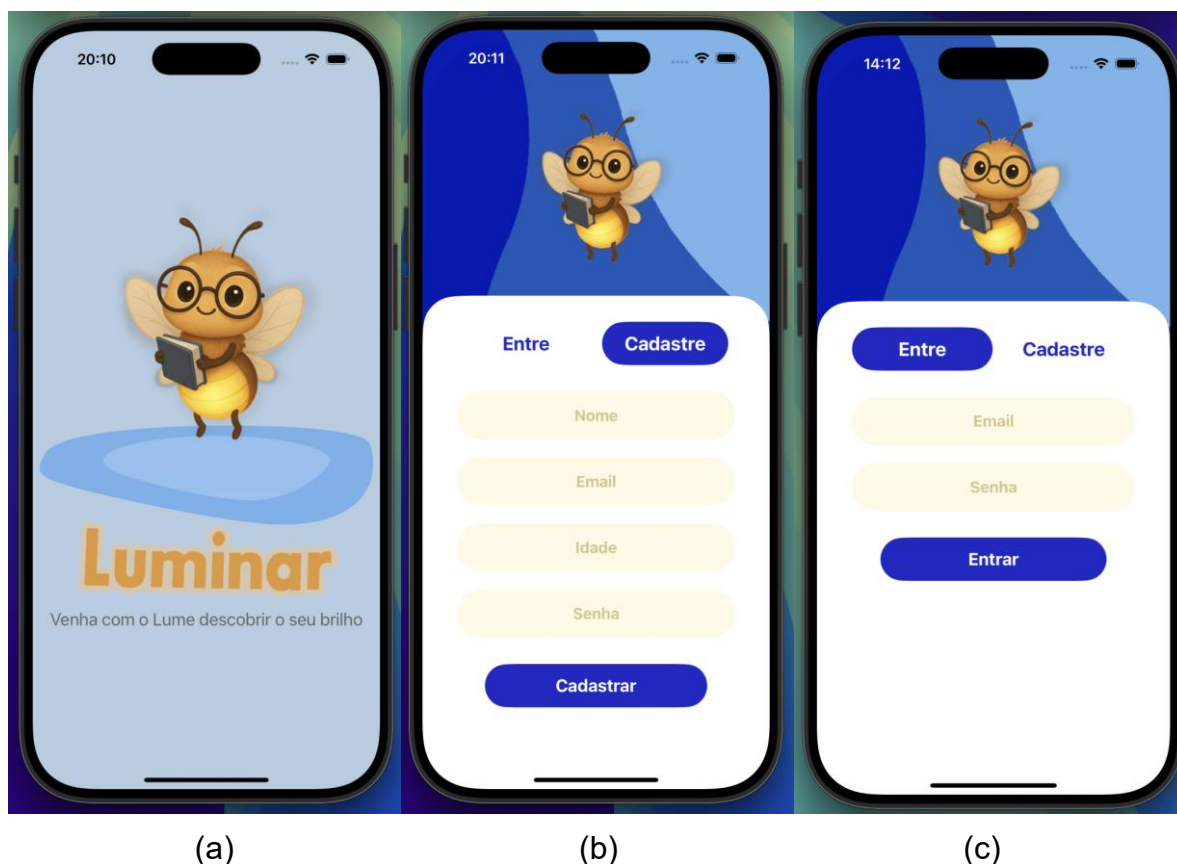 20:10
Luminar
Venha com o Lume descobrir o seu brilho
20:11
Entre Cadastre
Nome
Email
Idade
Senha
Cadastrar
14:12
Entre Cadastre
Email
Senha
Entrar
(a) (b) (c)